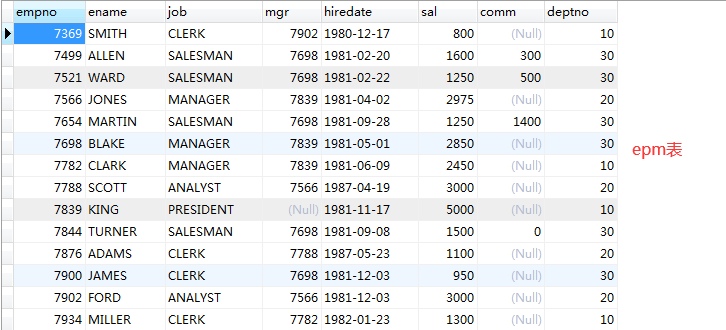 empno ename job mgr hiredate sal comm deptno
7369 SMITH CLERK 7902 1980-12-17 800 (Null) 10
7499 ALLEN SALESMAN 7698 1981-02-20 1600 300 30
7521 WARD SALESMAN 7698 1981-02-22 1250 500 30
7566 JONES MANAGER 7839 1981-04-02 2975 (Null) 20
7654 MARTIN SALESMAN 7698 1981-09-28 1250 1400 30
7698 BLAKE MANAGER 7839 1981-05-01 2850 (Null) 30
epm表
7782 CLARK MANAGER 7839 1981-06-09 2450 (Null) 10
7788 SCOTT ANALYST 7566 1987-04-19 3000 (Null) 20
7839 KING PRESIDENT (Null) 1981-11-17 5000 (Null) 10
7844 TURNER SALESMAN 7698 1981-09-08 1500 0 30
7876 ADAMS CLERK 7788 1987-05-23 1100 (Null) 20
7900 JAMES CLERK 7698 1981-12-03 950 (Null) 30
7902 FORD ANALYST 7566 1981-12-03 3000 (Null) 20
7934 MILLER CLERK 7782 1982-01-23 1300 (Null) 10